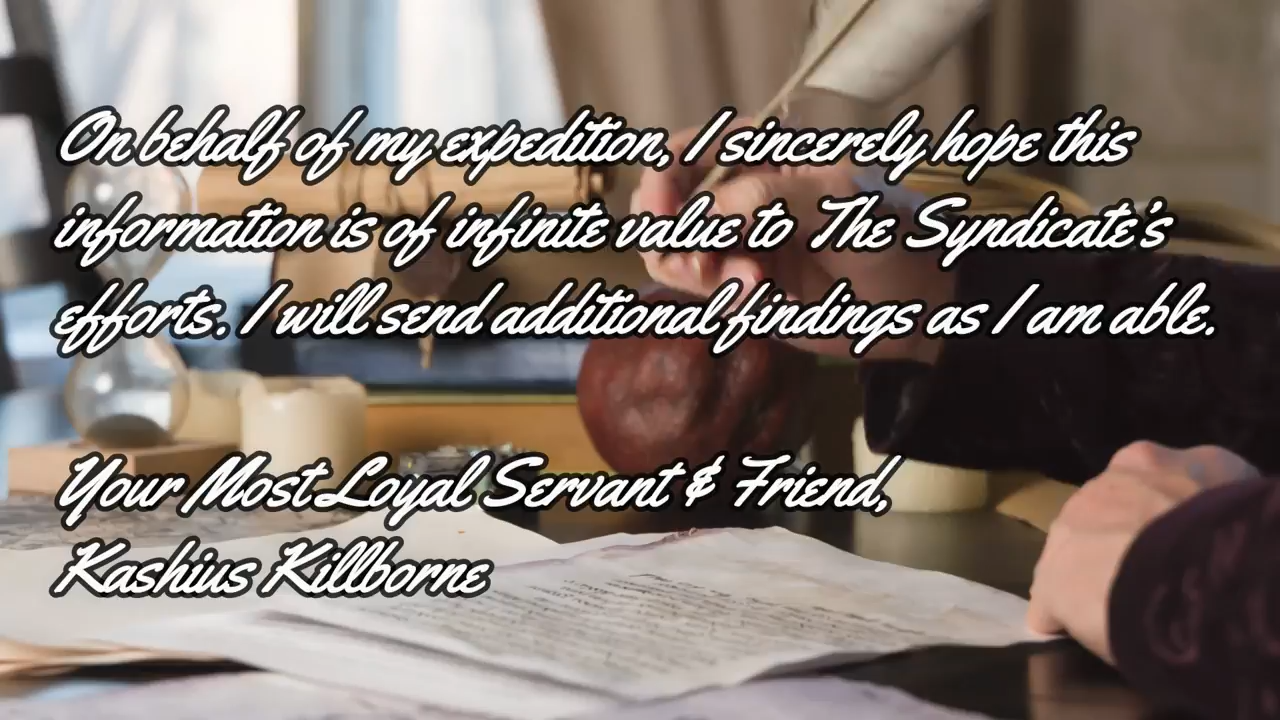 On behalf of my expedition, I sincerely hope this
information is of infinite value to The Syndicate's
efforts. I will send additional findings as I am able.
Your Most Loyal Servant & Friend,
Kashius Killborne